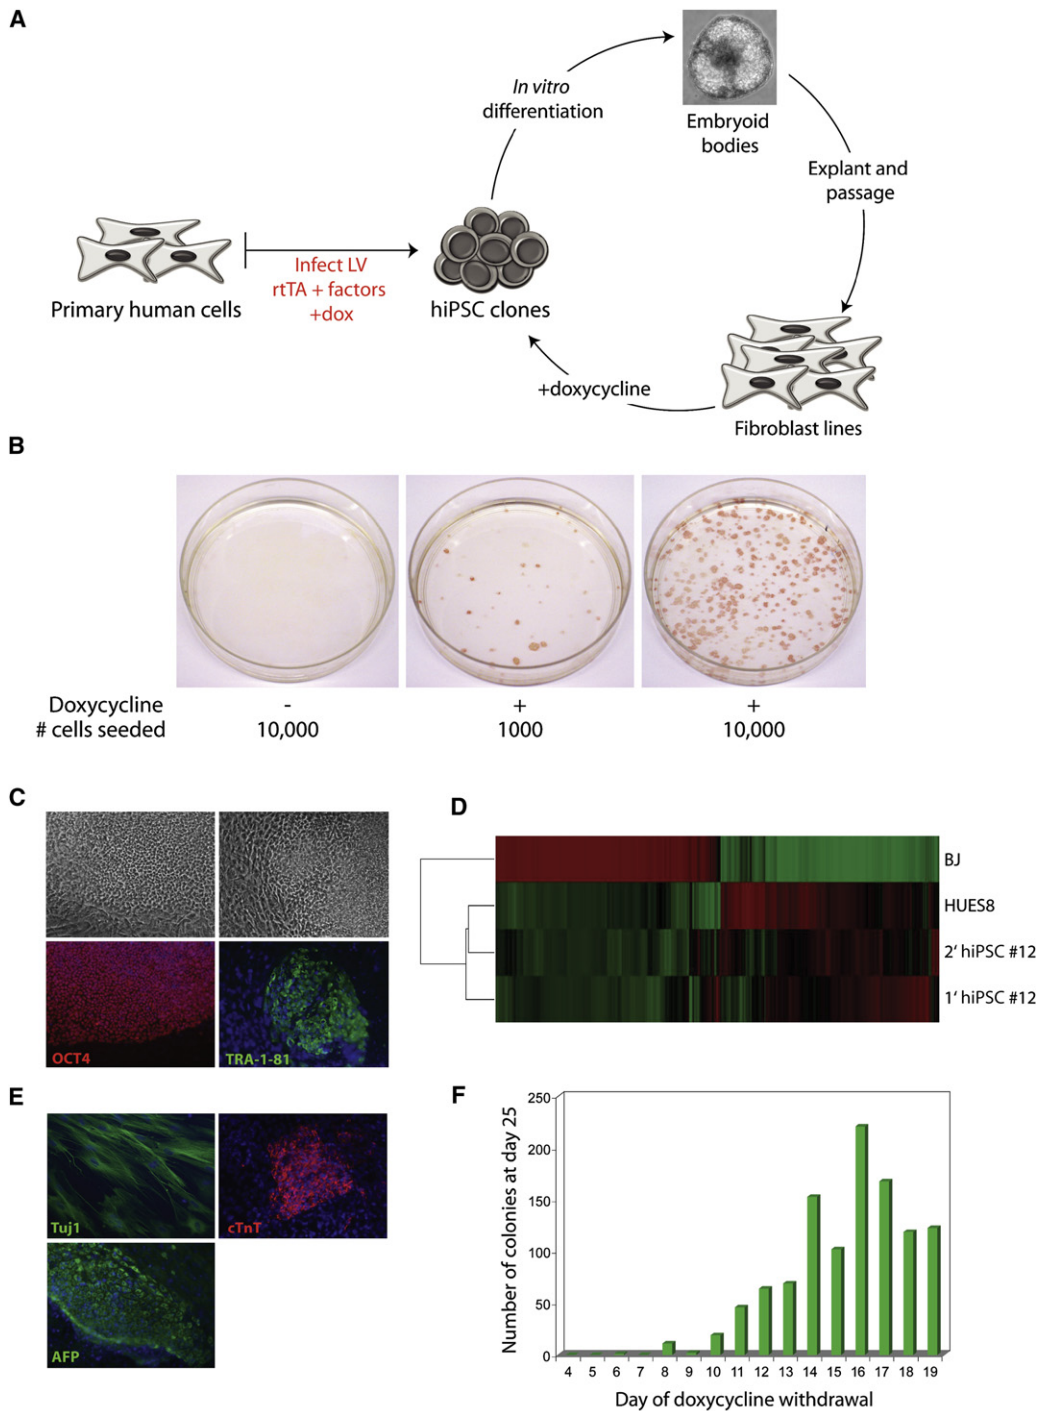 A
In vitro
differentiation
Embryoid
bodies
Explant and
passage
Primary human cells
Infect LV
rtTA + factors
+dox
hiPSC clones
+doxycycline
Fibroblast lines
B
Doxycycline - + +
# cells seeded 10,000 1000 10,000
C
OCT4
TRA-1-81
D
BJ
HUES8
2' hiPSC #12
1' hiPSC #12
E
Tuj1
cTnT
AFP
F
Number of colonies at day 25
250
200
150
100
50
0
4 5 6 7 8 9 10 11 12 13 14 15 16 17 18 19
Day of doxycycline withdrawal